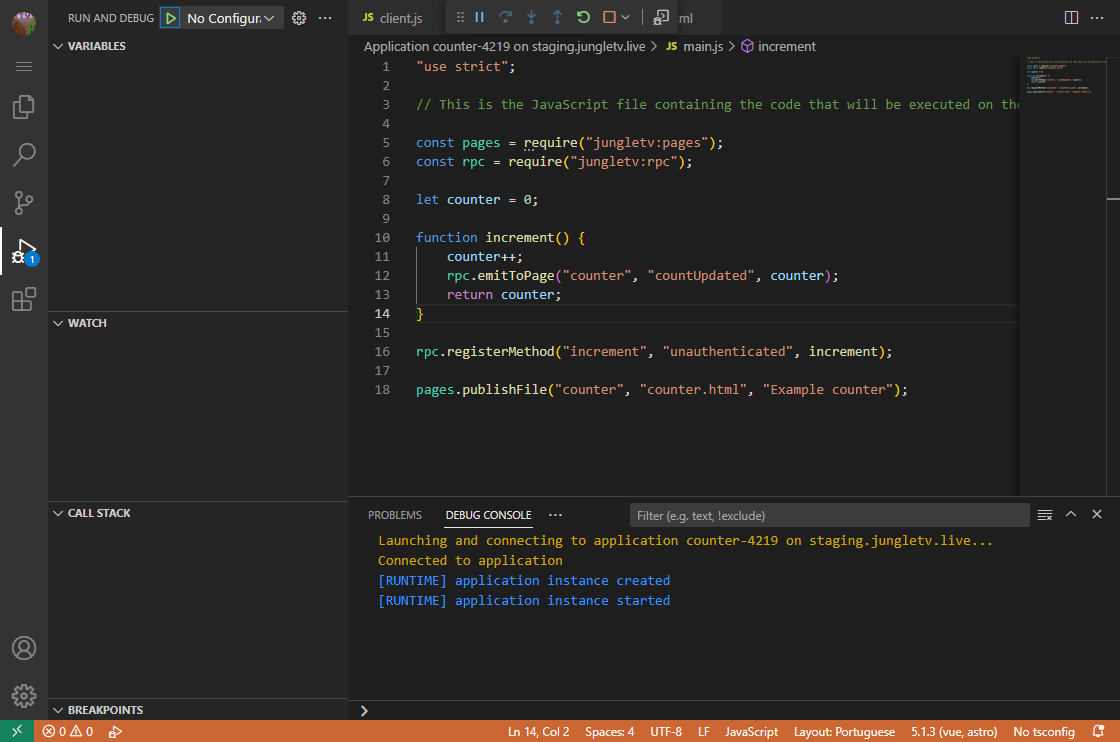 RUN AND DEBUG No Configur
VARIABLES
WATCH
CALL STACK
BREAKPOINTS
1
JS client.js ml
Application counter-4219 on staging.jungletv.live > JS main.js > increment
1 "use strict";
2
3 // This is the JavaScript file containing the code that will be executed on the
4
5 const pages = require("jungletv:pages");
6 const rpc = require("jungletv:rpc");
7
8 let counter = 0;
9
10 function increment() {
11 counter++;
12 rpc.emitToPage("counter", "countUpdated", counter);
13 return counter;
14 }
15
16 rpc.registerMethod("increment", "unauthenticated", increment);
17
18 pages.publishFile("counter", "counter.html", "Example counter");
PROBLEMS DEBUG CONSOLE ... Filter (e.g. text, !exclude)
Launching and connecting to application counter-4219 on staging.jungletv.live...
Connected to application
[RUNTIME] application instance created
[RUNTIME] application instance started
0 0 Ln 14, Col 2 Spaces: 4 UTF-8 LF JavaScript Layout: Portuguese 5.1.3 (vue, astro) No tsconfig